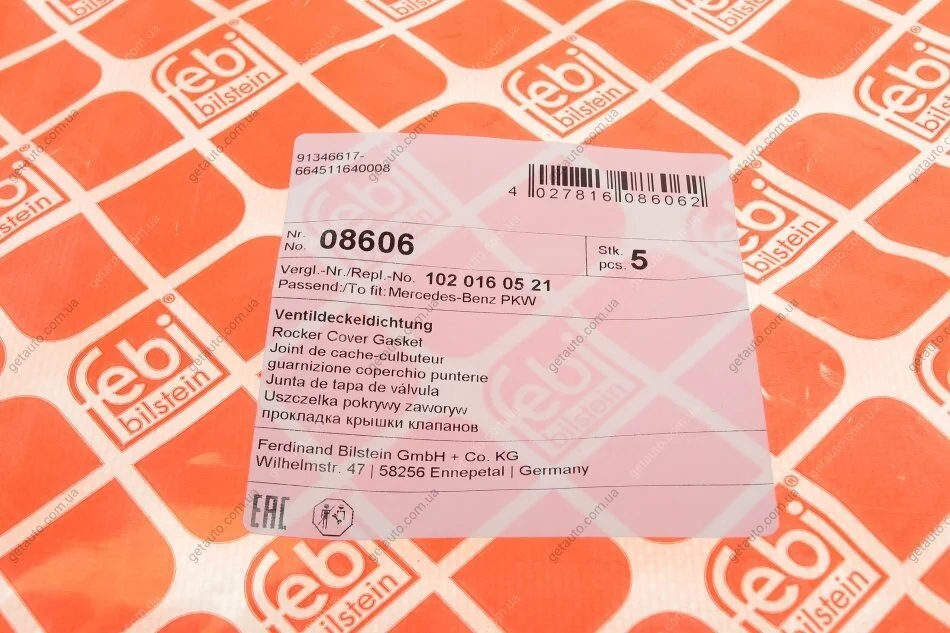 91346617-
664511640008
4 027816 086062
Nr.
No. 08606
Stk.
pcs. 5
Vergl.-Nr./Repl.-No. 102 016 05 21
Passend:/To fit: Mercedes-Benz PKW
Ventildeckeldichtung
Rocker Cover Gasket
Joint de cache-culbuteur
guarnizione coperchio punterie
Junta de tapa de válvula
Uszczelka pokrywy zaworyw
прокладка крышки клапанов
Ferdinand Bilstein GmbH + Co. KG
Wilhelmstr. 47 | 58256 Ennepetal | Germany
EAC
febi
bilstein
getauto.com.ua